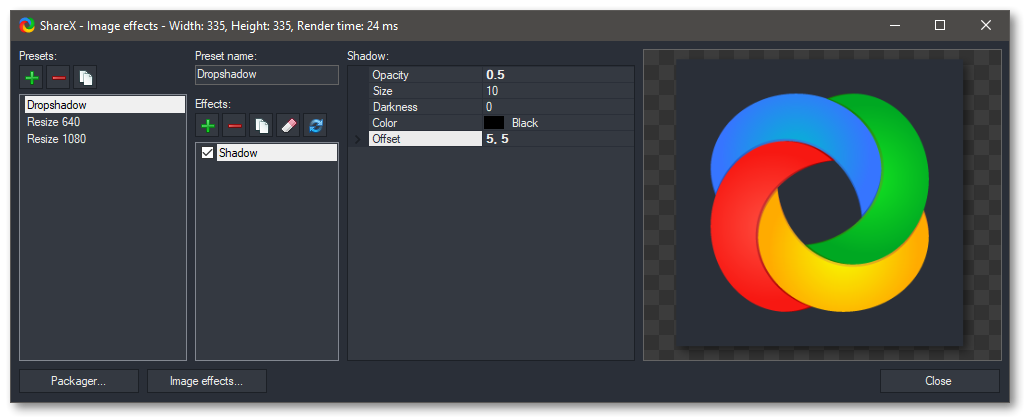 ShareX - Image effects - Width: 335, Height: 335, Render time: 24 ms
Presets:
Dropshadow
Resize 640
Resize 1080
Preset name:
Dropshadow
Effects:
Shadow
Shadow:
Opacity 0.5
Size 10
Darkness 0
Color Black
Offset 5, 5
Packager...
Image effects...
Close